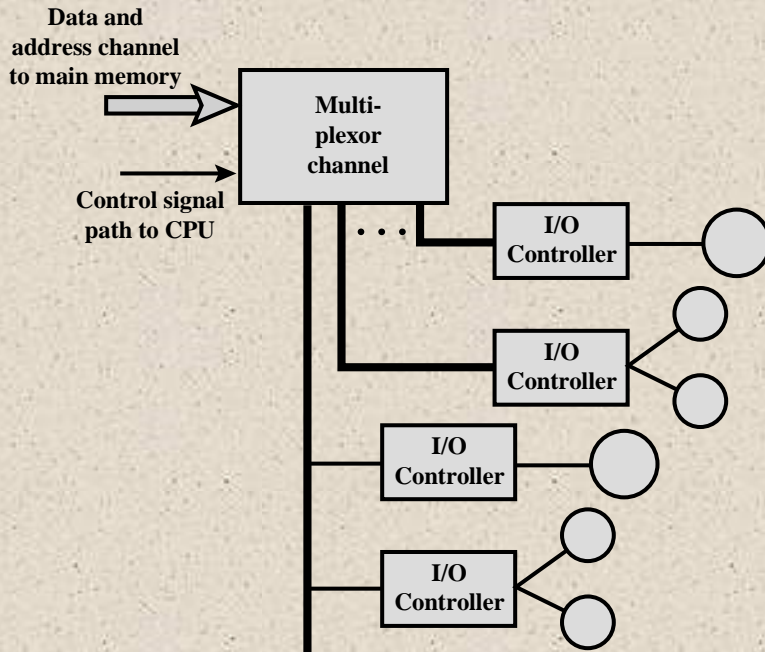 Data and
address channel
to main memory
Multi-
plexor
channel
Control signal
path to CPU
. . .
I/O
Controller
I/O
Controller
I/O
Controller
I/O
Controller